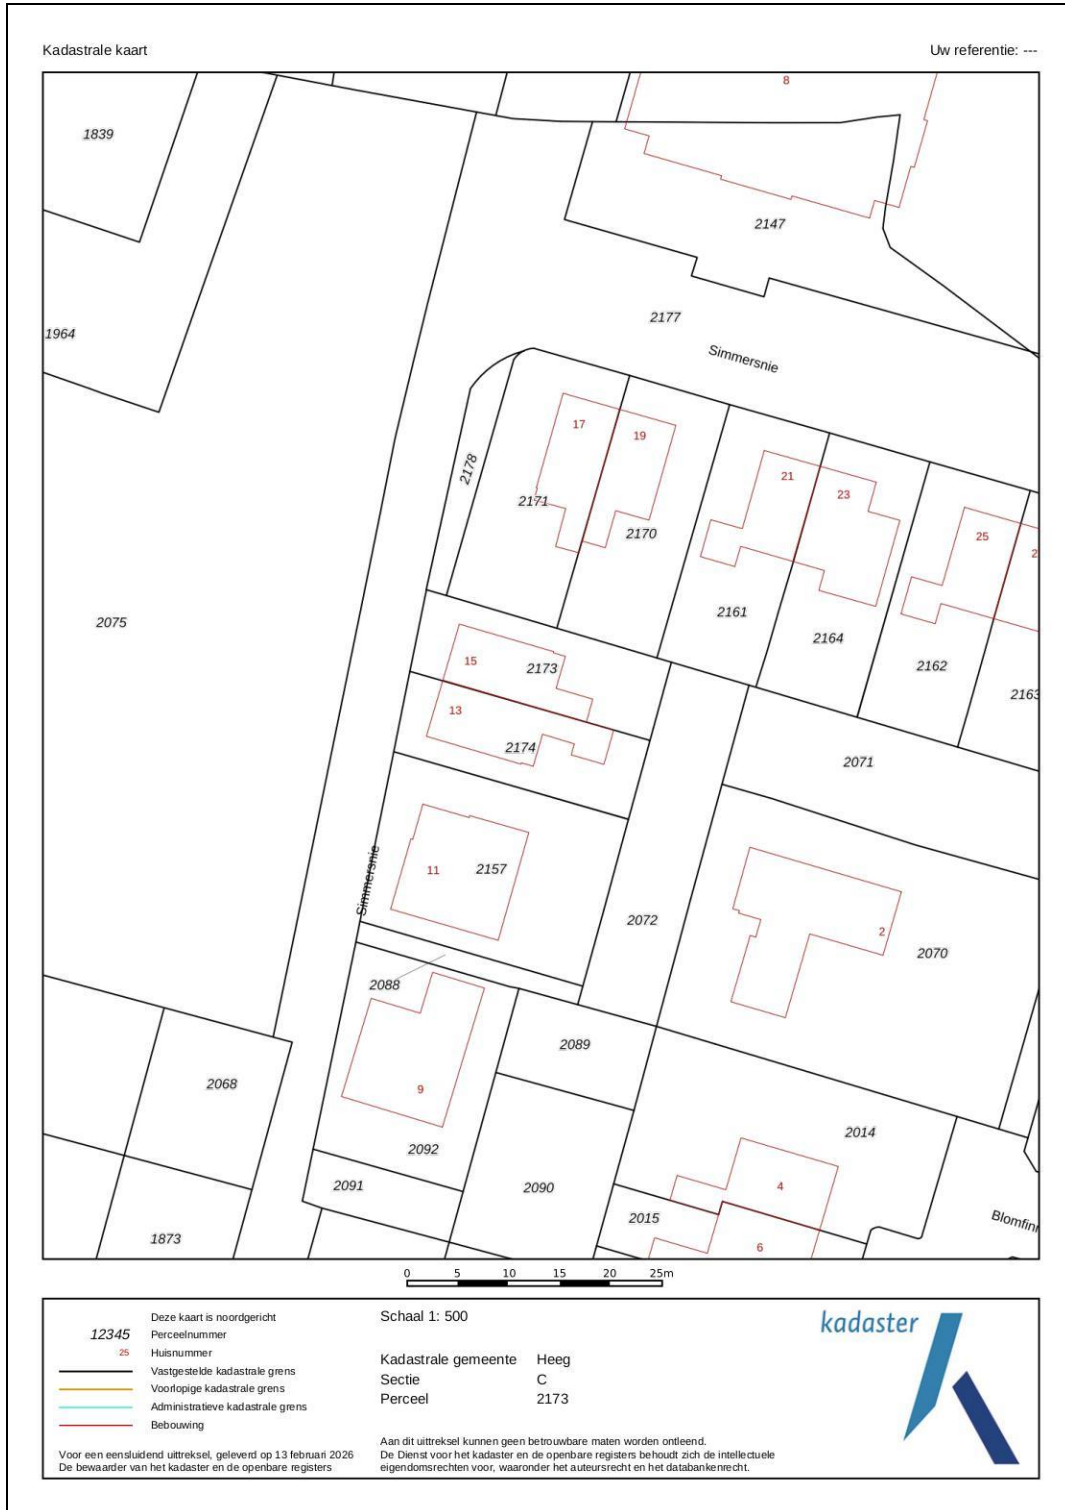 Kadastrale kaart
Uw referentie: ---
8
1839
2147
1964
2177
Simmersnie
17
19
21
23
25
2
2178
2171
2170
2161
2164
2162
2163
2075
15
2173
13
2174
2071
11
2157
Simmersnie
2072
2
2070
2088
2089
2068
9
2092
2014
2091
2090
4
2015
6
Blomfinn
1873
0 5 10 15 20 25m
Deze kaart is noordgericht
12345 Perceelnummer
25 Huisnummer
Vastgestelde kadastrale grens
Voorlopige kadastrale grens
Administratieve kadastrale grens
Bebouwing
Voor een eensluidend uittreksel, geleverd op 13 februari 2026
De bewaarder van het kadaster en de openbare registers
Schaal 1: 500
Kadastrale gemeente Heeg
Sectie C
Perceel 2173
Aan dit uittreksel kunnen geen betrouwbare maten worden ontleend.
De Dienst voor het kadaster en de openbare registers behoudt zich de intellectuele
eigendomsrechten voor, waaronder het auteursrecht en het databankenrecht.
kadaster